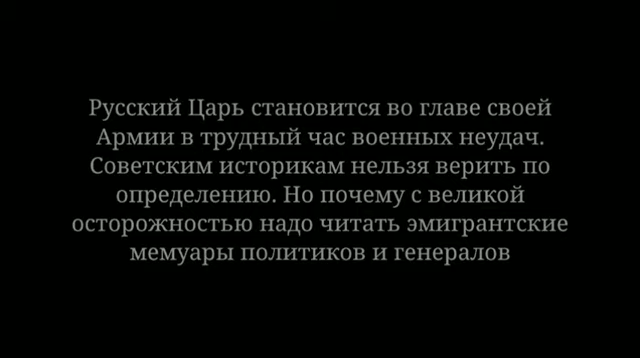 Русский Царь становится во главе своей
Армии в трудный час военных неудач.
Советским историкам нельзя верить по
определению. Но почему с великой
осторожностью надо читать эмигрантские
мемуары политиков и генералов